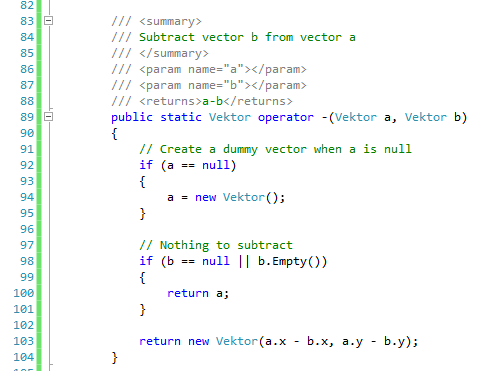 82
83 /// <summary>
84 /// Subtract vector b from vector a
85 /// </summary>
86 /// <param name="a"></param>
87 /// <param name="b"></param>
88 /// <returns>a-b</returns>
89 public static Vektor operator -(Vektor a, Vektor b)
90 {
91 // Create a dummy vector when a is null
92 if (a == null)
93 {
94 a = new Vektor();
95 }
96
97 // Nothing to subtract
98 if (b == null || b.Empty())
99 {
100 return a;
101 }
102
103 return new Vektor(a.x - b.x, a.y - b.y);
104 }
105